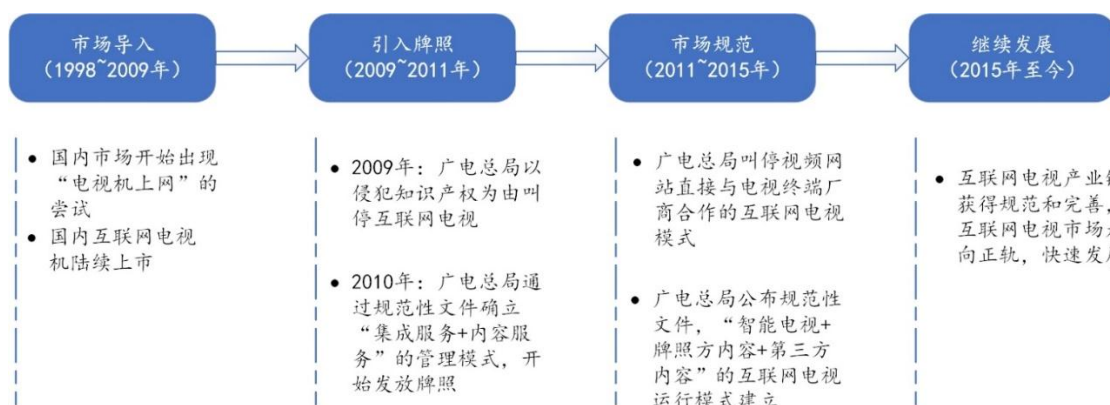 市场导入
（1998~2009年）
引入牌照
（2009~2011年）
市场规范
（2011~2015年）
继续发展
（2015年至今）
• 国内市场开始出现
“电视机上网”的
尝试
• 国内互联网电视
机陆续上市
• 2009年：广电总局以
侵犯知识产权为由叫
停互联网电视
• 2010年：广电总局通
过规范性文件确立
“集成服务+内容服
务”的管理模式，开
始发放牌照
• 广电总局叫停视频网
站直接与电视终端厂
商合作的互联网电视
模式
• 广电总局公布规范性
文件，“智能电视+
牌照方内容+第三方
内容”的互联网电视
运行模式建立
• 互联网电视产业
获得规范和完善，
互联网电视市场
向正轨，快速发